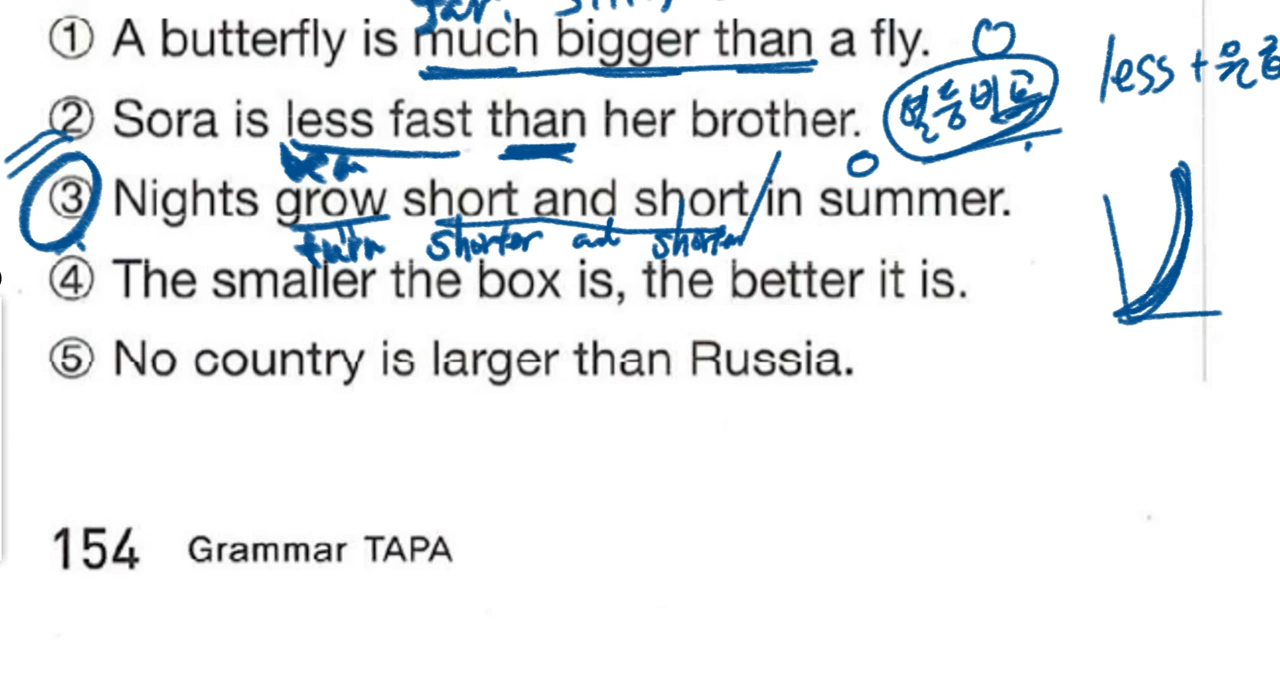 far.
① A butterfly is much bigger than a fly.
less + 원급
② Sora is less fast than her brother. 열등비교
③ Nights grow short and short in summer.
turn shorter and shorter
④ The smaller the box is, the better it is.
⑤ No country is larger than Russia.
154 Grammar TAPA